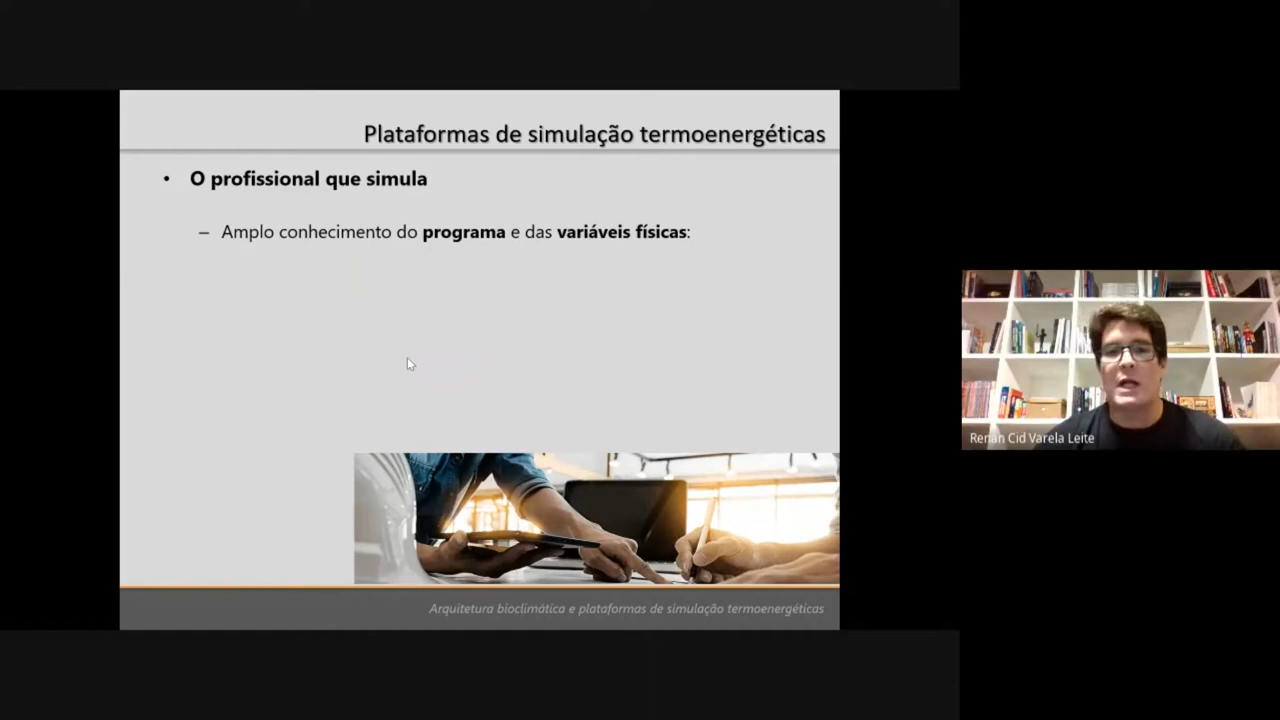 Plataformas de simulação termoenergéticas
• O profissional que simula
– Amplo conhecimento do programa e das variáveis físicas:
Renan Cid Varela Leite
Arquitetura bioclimática e plataformas de simulação termoenergéticas